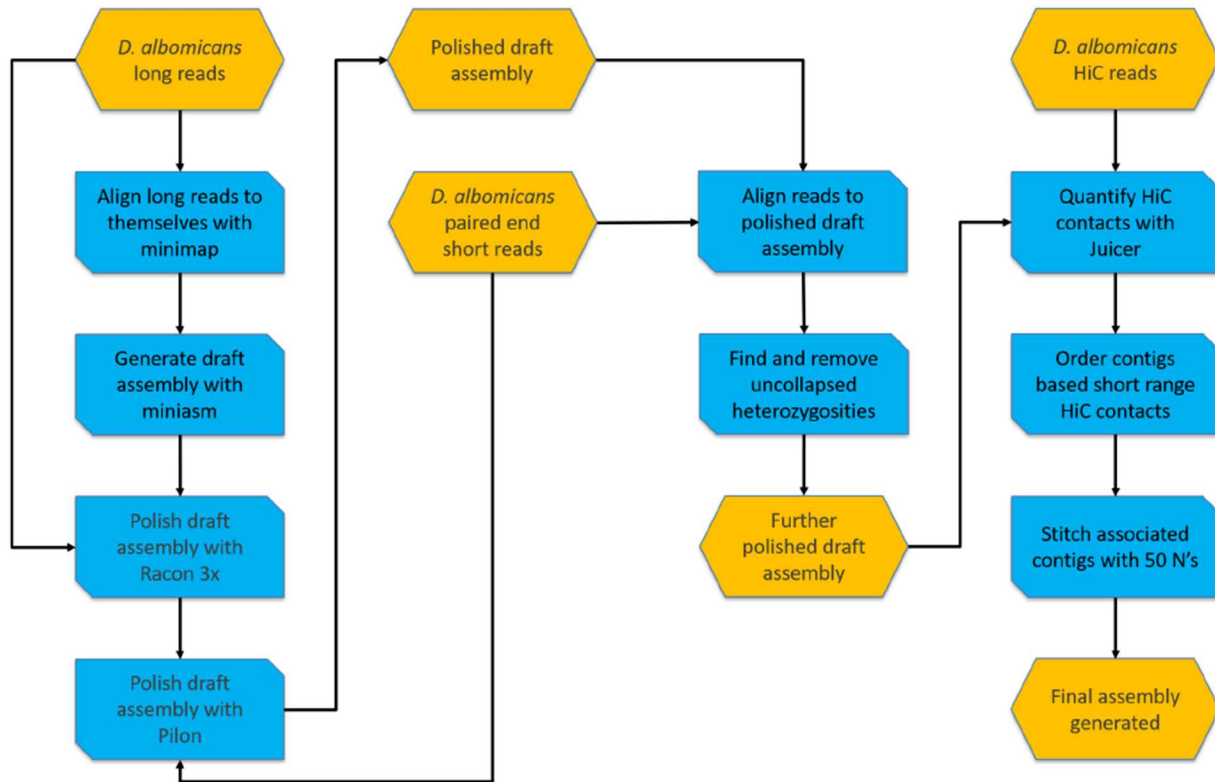 D. albomicans
long reads
Align long reads to
themselves with
minimap
Generate draft
assembly with
miniasm
Polish draft
assembly with
Racon 3x
Polish draft
assembly with
Pilon
Polished draft
assembly
D. albomicans
paired end
short reads
Align reads to
polished draft
assembly
Find and remove
uncollapsed
heterozygosities
Further
polished draft
assembly
D. albomicans
HiC reads
Quantify HiC
contacts with
Juicer
Order contigs
based short range
HiC contacts
Stitch associated
contigs with 50 N's
Final assembly
generated